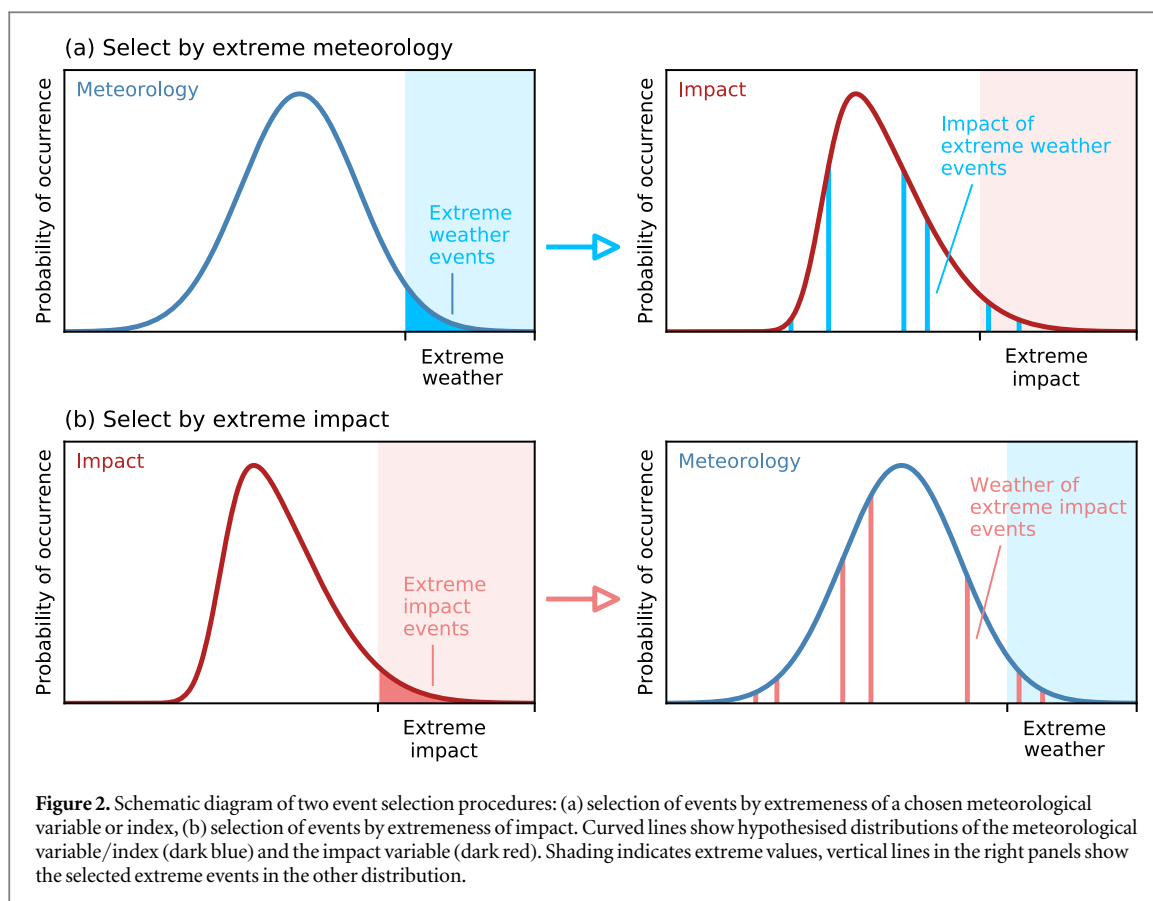 (a) Select by extreme meteorology
Probability of occurrence
Meteorology
Extreme
weather
events
Extreme
weather
Probability of occurrence
Impact
Impact of
extreme weather
events
Extreme
impact
(b) Select by extreme impact
Probability of occurrence
Impact
Extreme
impact
events
Extreme
impact
Probability of occurrence
Meteorology
Weather of
extreme impact
events
Extreme
weather
Figure 2. Schematic diagram of two event selection procedures: (a) selection of events by extremeness of a chosen meteorological
variable or index, (b) selection of events by extremeness of impact. Curved lines show hypothesised distributions of the meteorological
variable/index (dark blue) and the impact variable (dark red). Shading indicates extreme values, vertical lines in the right panels show
the selected extreme events in the other distribution.